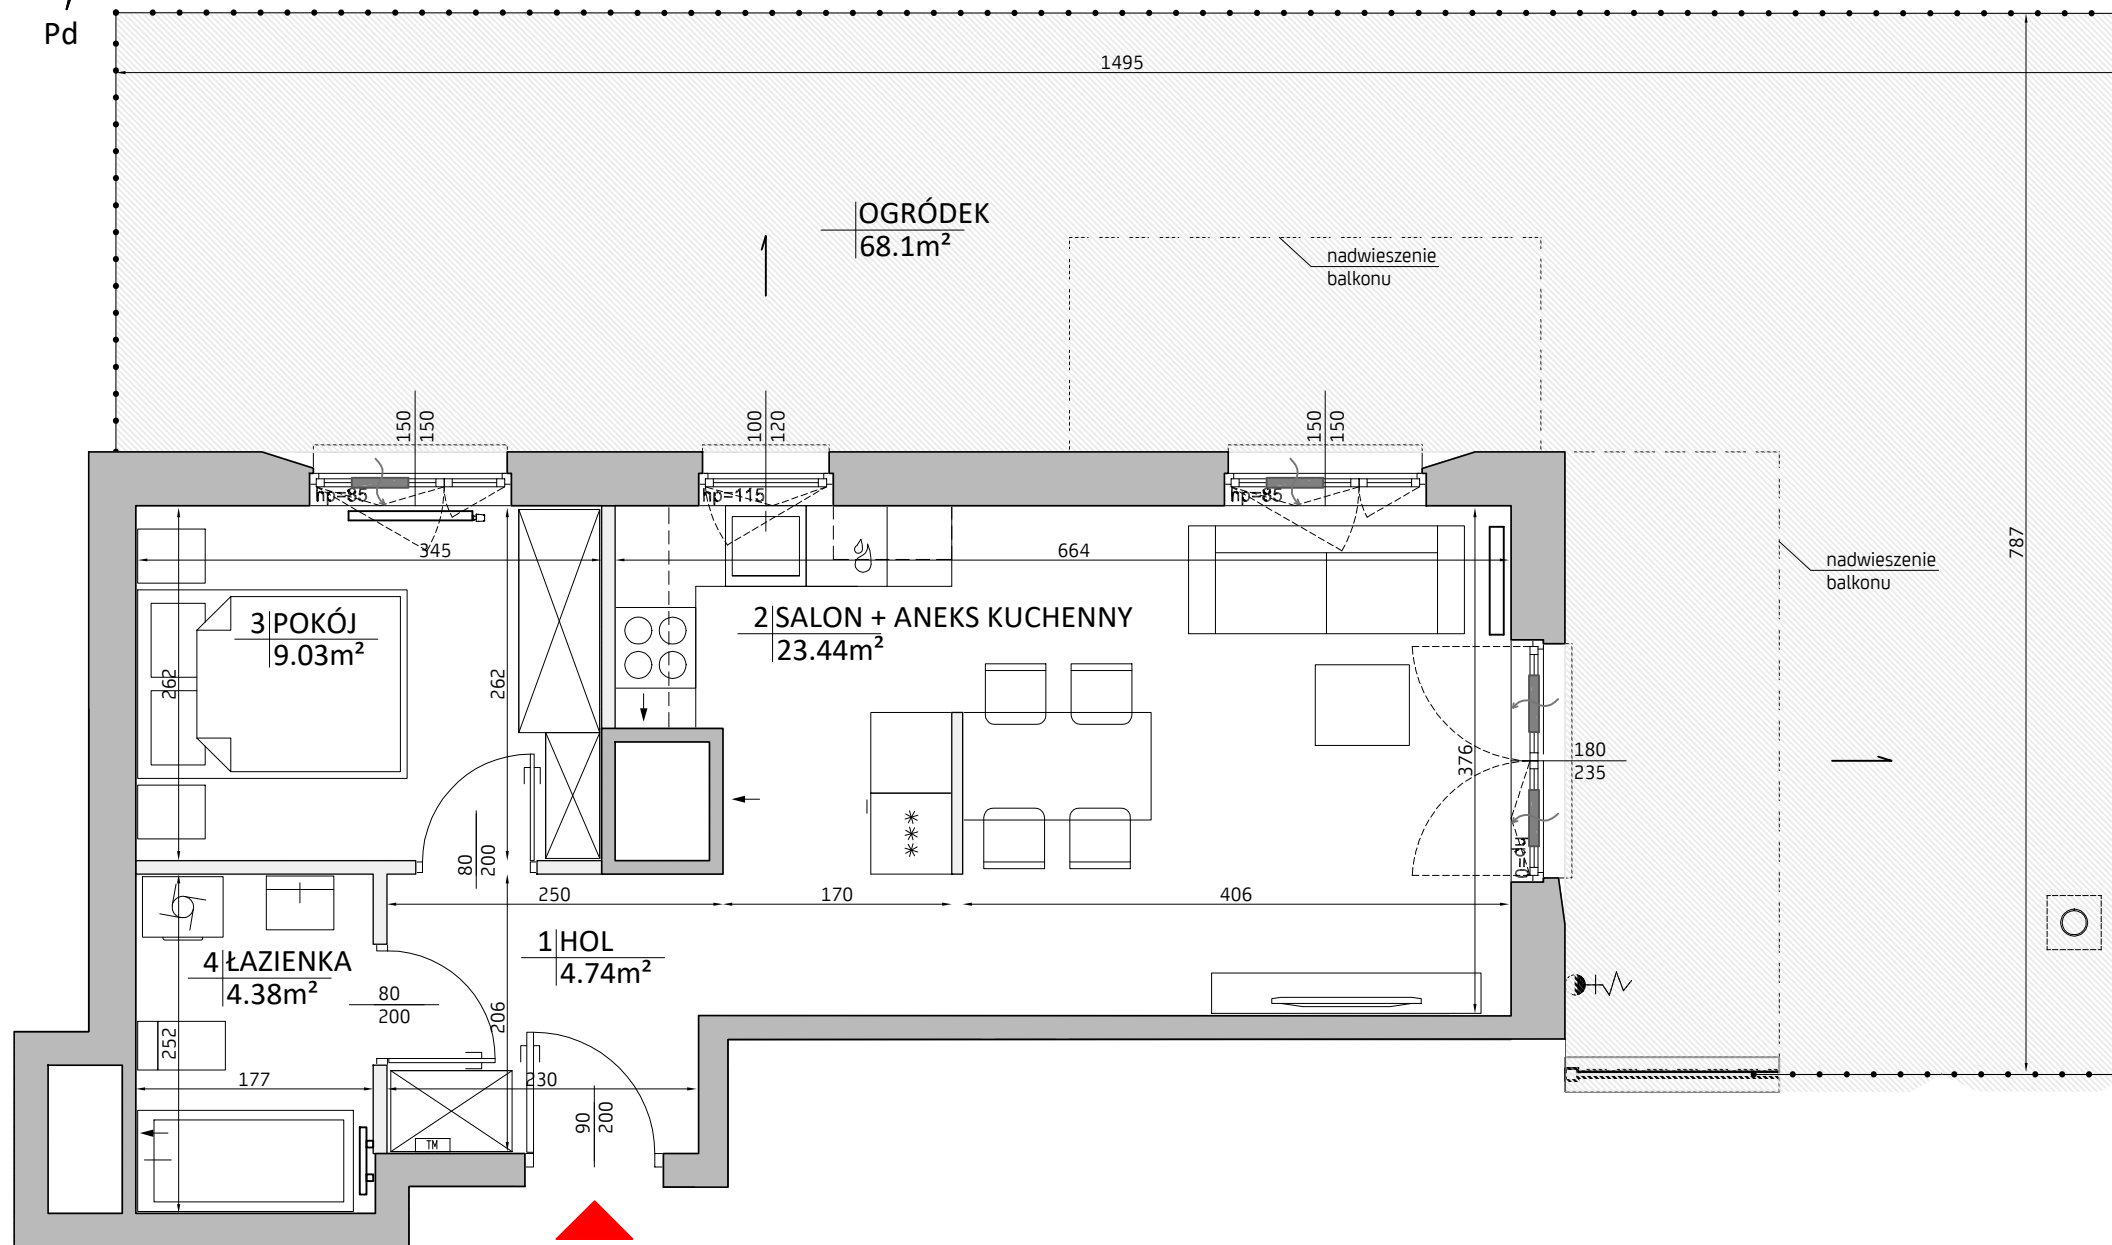 Pd
1495
OGRÓDEK
68.1m²
nadwieszenie
balkonu
150
150
100
120
150
150
hp=85
hp=115
hp=85
345
664
787
nadwieszenie
balkonu
3 POKÓJ
9.03m²
2 SALON + ANEKS KUCHENNY
23.44m²
262
262
376
180
235
hp=0
80
200
250
170
406
1 HOL
4.74m²
4 ŁAZIENKA
4.38m²
80
200
206
252
177
230
90
200
TM